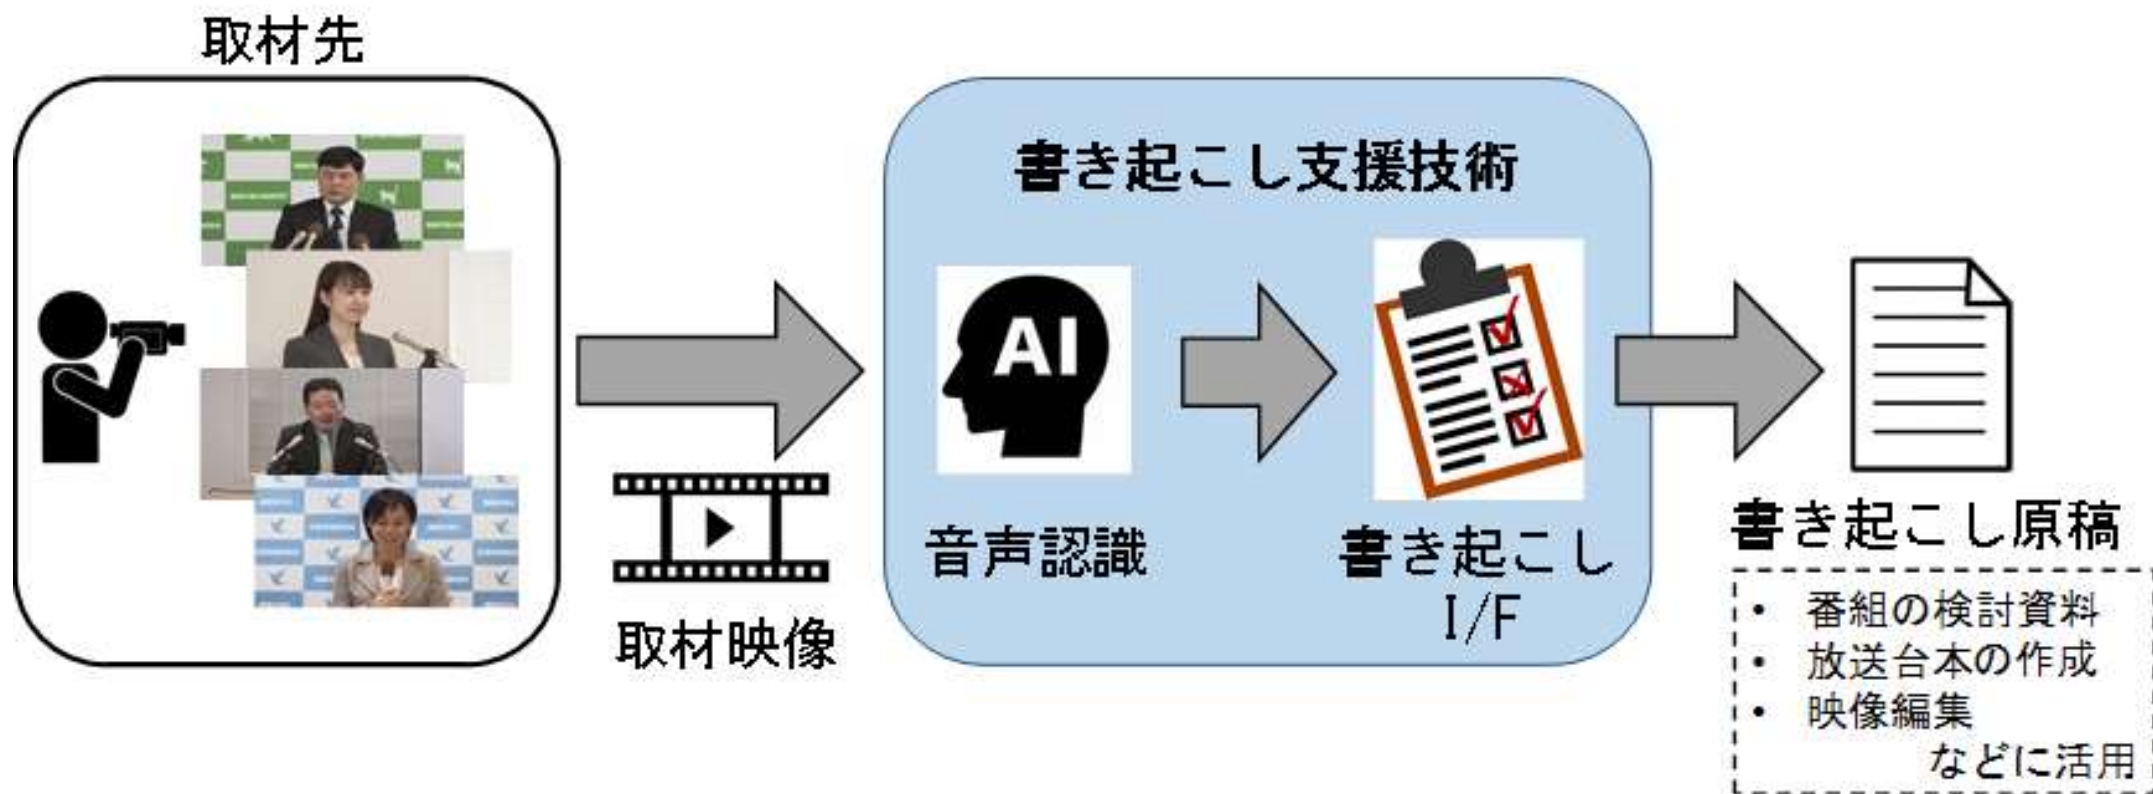 取材先
取材映像
書き起こし支援技術
AI
音声認識
書き起こし
I/F
書き起こし原稿
・ 番組の検討資料
・ 放送台本の作成
・ 映像編集
などに活用